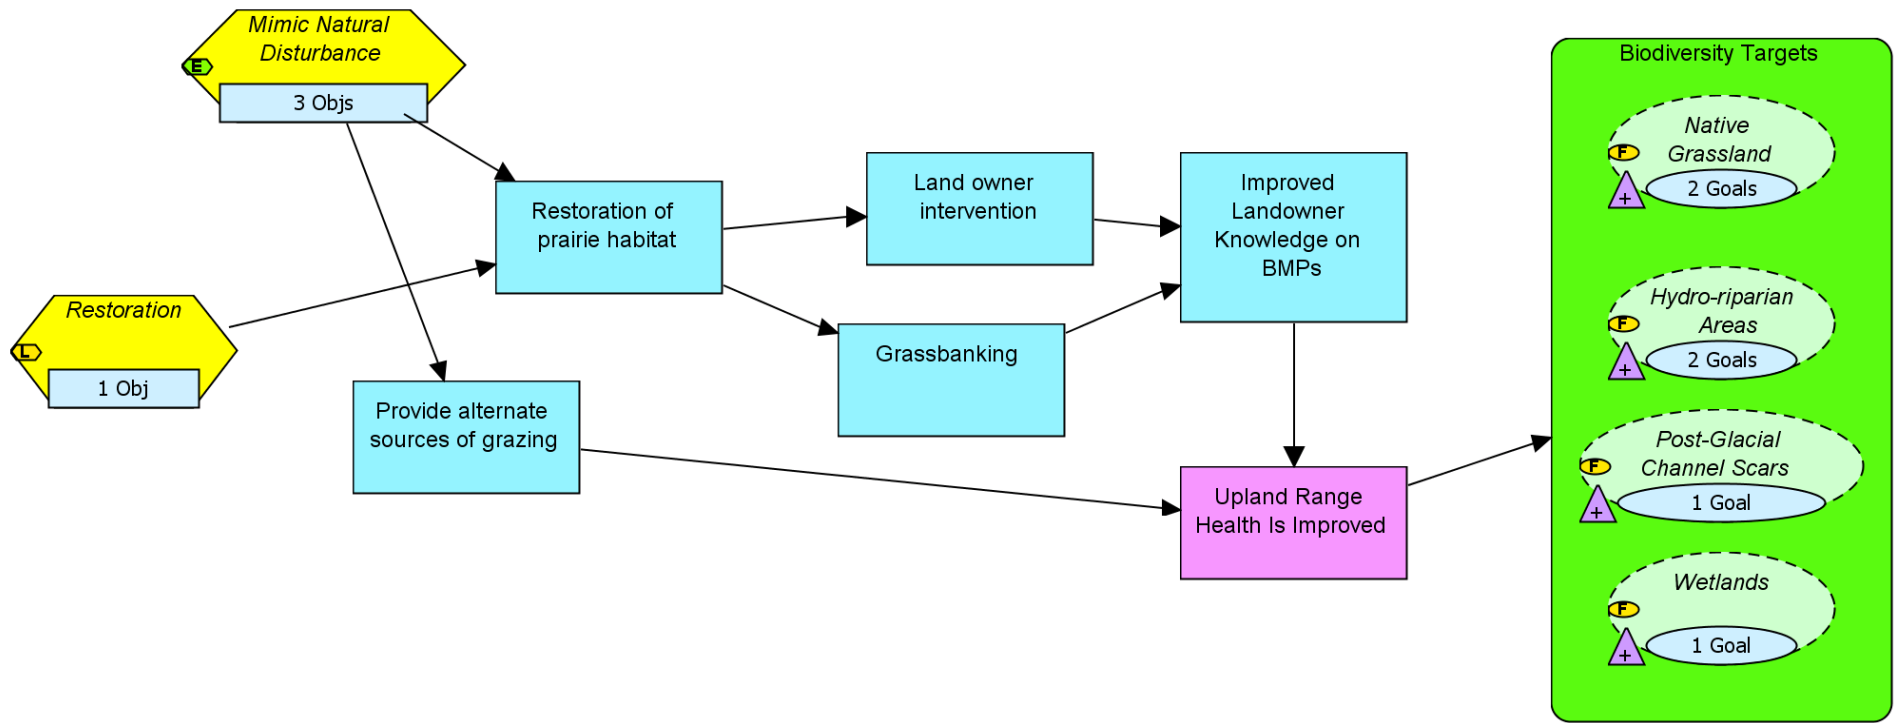 Mimic Natural
Disturbance
E
3 Objs
Restoration
L
1 Obj
Restoration of
prairie habitat
Provide alternate
sources of grazing
Land owner
intervention
Grassbanking
Improved
Landowner
Knowledge on
BMPs
Upland Range
Health Is Improved
Biodiversity Targets
Native
Grassland
F
+
2 Goals
Hydro-riparian
Areas
F
+
2 Goals
Post-Glacial
Channel Scars
F
+
1 Goal
Wetlands
F
+
1 Goal